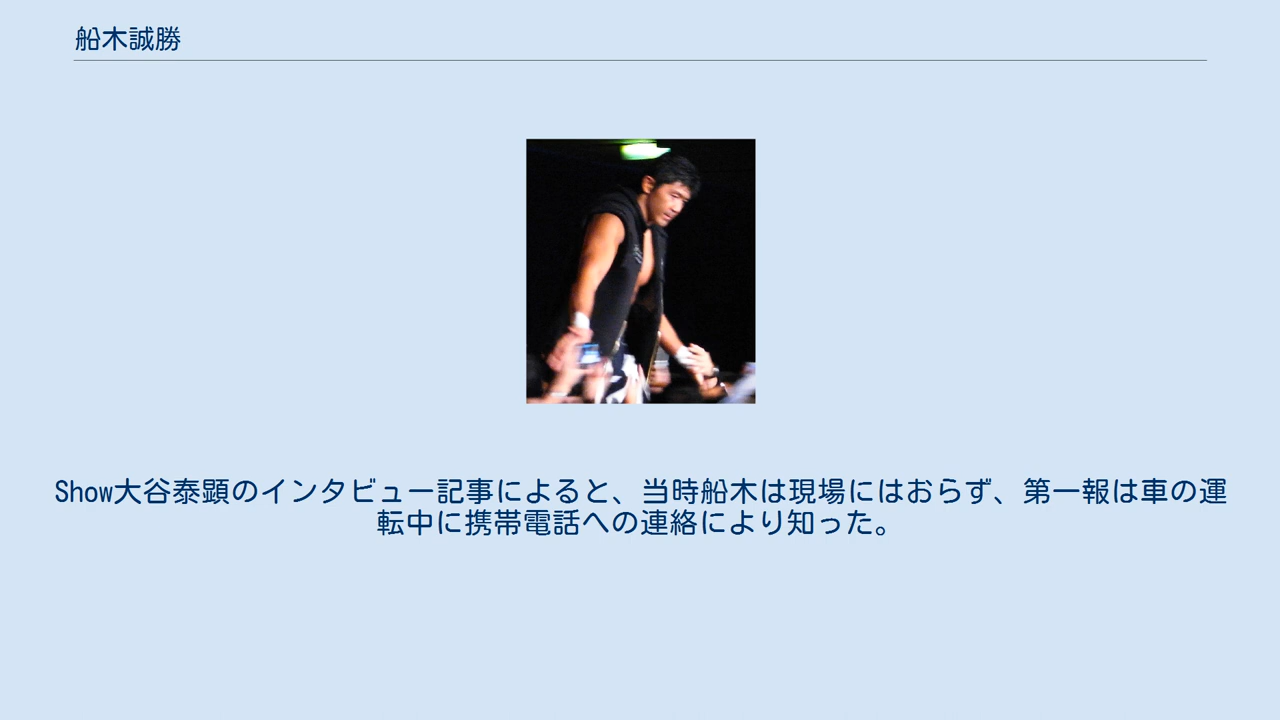 船木誠勝
Show大谷泰顕のインタビュー記事によると、当時船木は現場にはおらず、第一報は車の運
転中に携帯電話への連絡により知った。